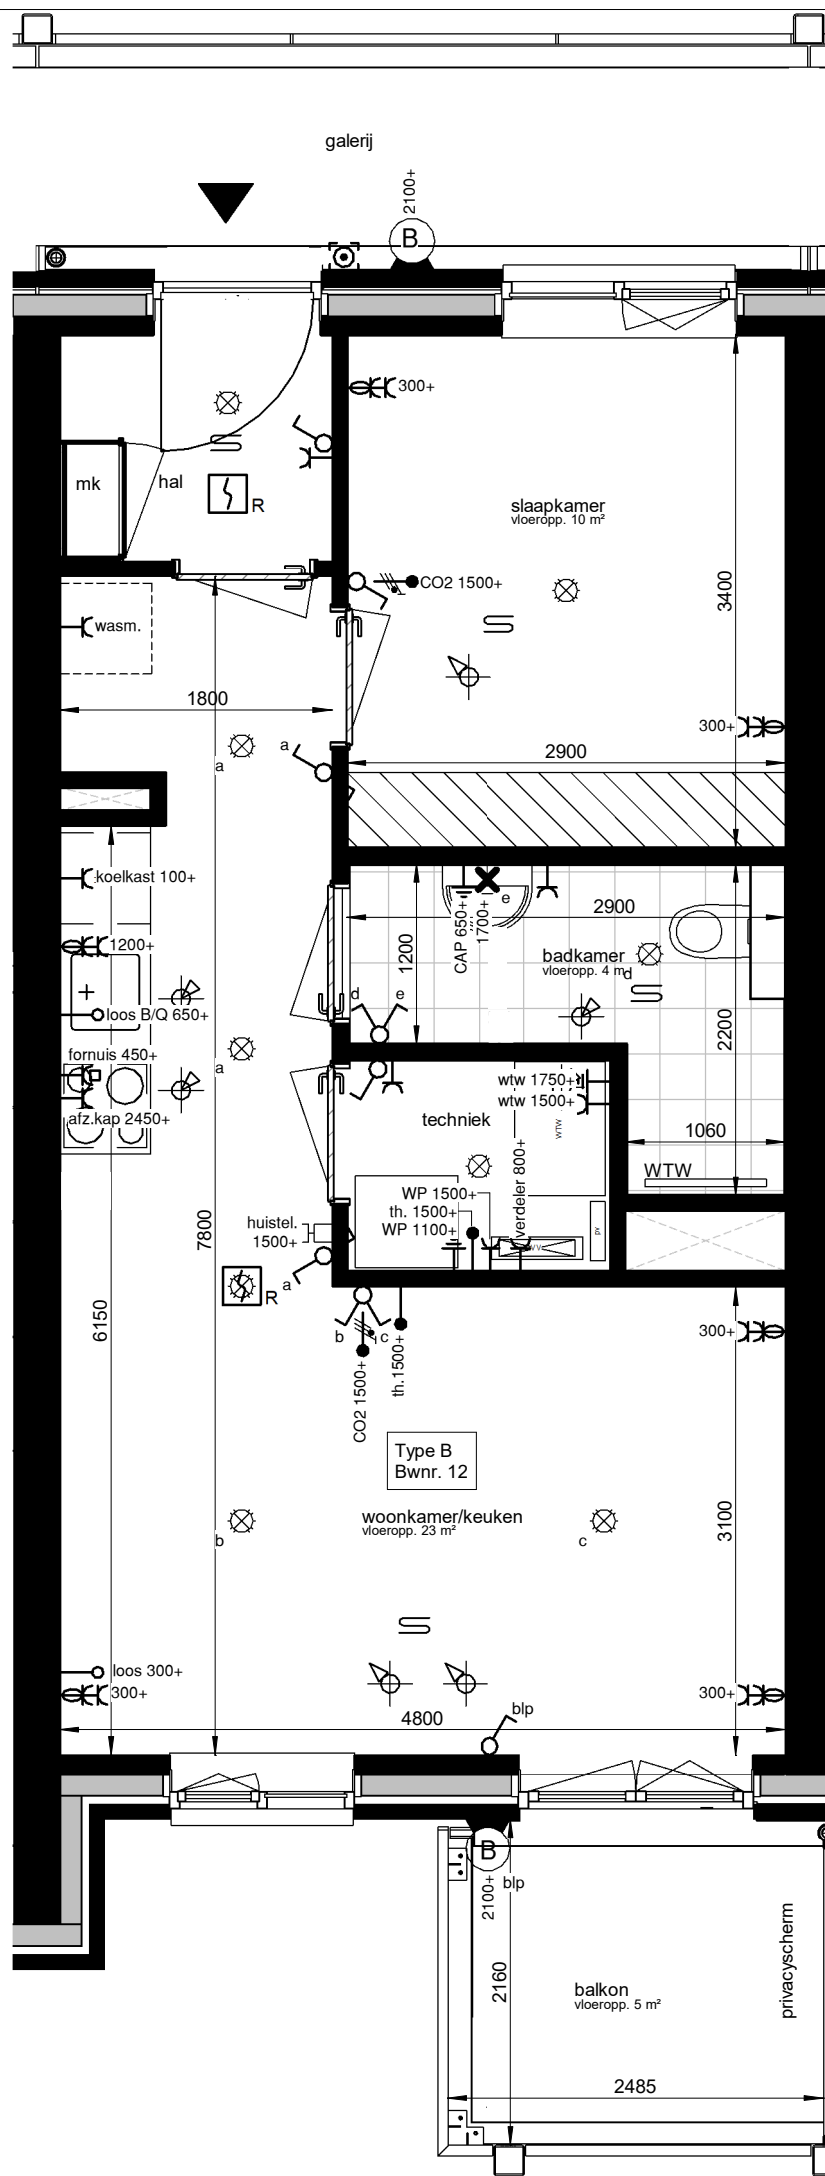 galerij
2100+
B
300+
mk
hal
R
slaapkamer
vloeropp. 10 m²
CO2 1500+
3400
wasm.
1800
300+
a
a
2900
koelkast 100+
e
2900
CAP 650+
1700+
1200
1200+
badkamer
vloeropp. 4 m²
d
d
e
loos B/Q 650+
2200
fornuis 450+
a
wtw 1750+
wtw 1500+
afz.kap 2450+
techniek
WTW
1060
verdeler 800+
WTW
WP 1500+
th. 1500+
WP 1100+
huistel.
1500+
7800
VV
PV
R
a
6150
b
c
300+
CO2 1500+
th.1500+
Type B
Bwnr. 12
woonkamer/keuken
vloeropp. 23 m²
3100
b
c
loos 300+
300+
300+
4800
blp
B
2100+
blp
privacyscherm
2160
balkon
vloeropp. 5 m²
2485